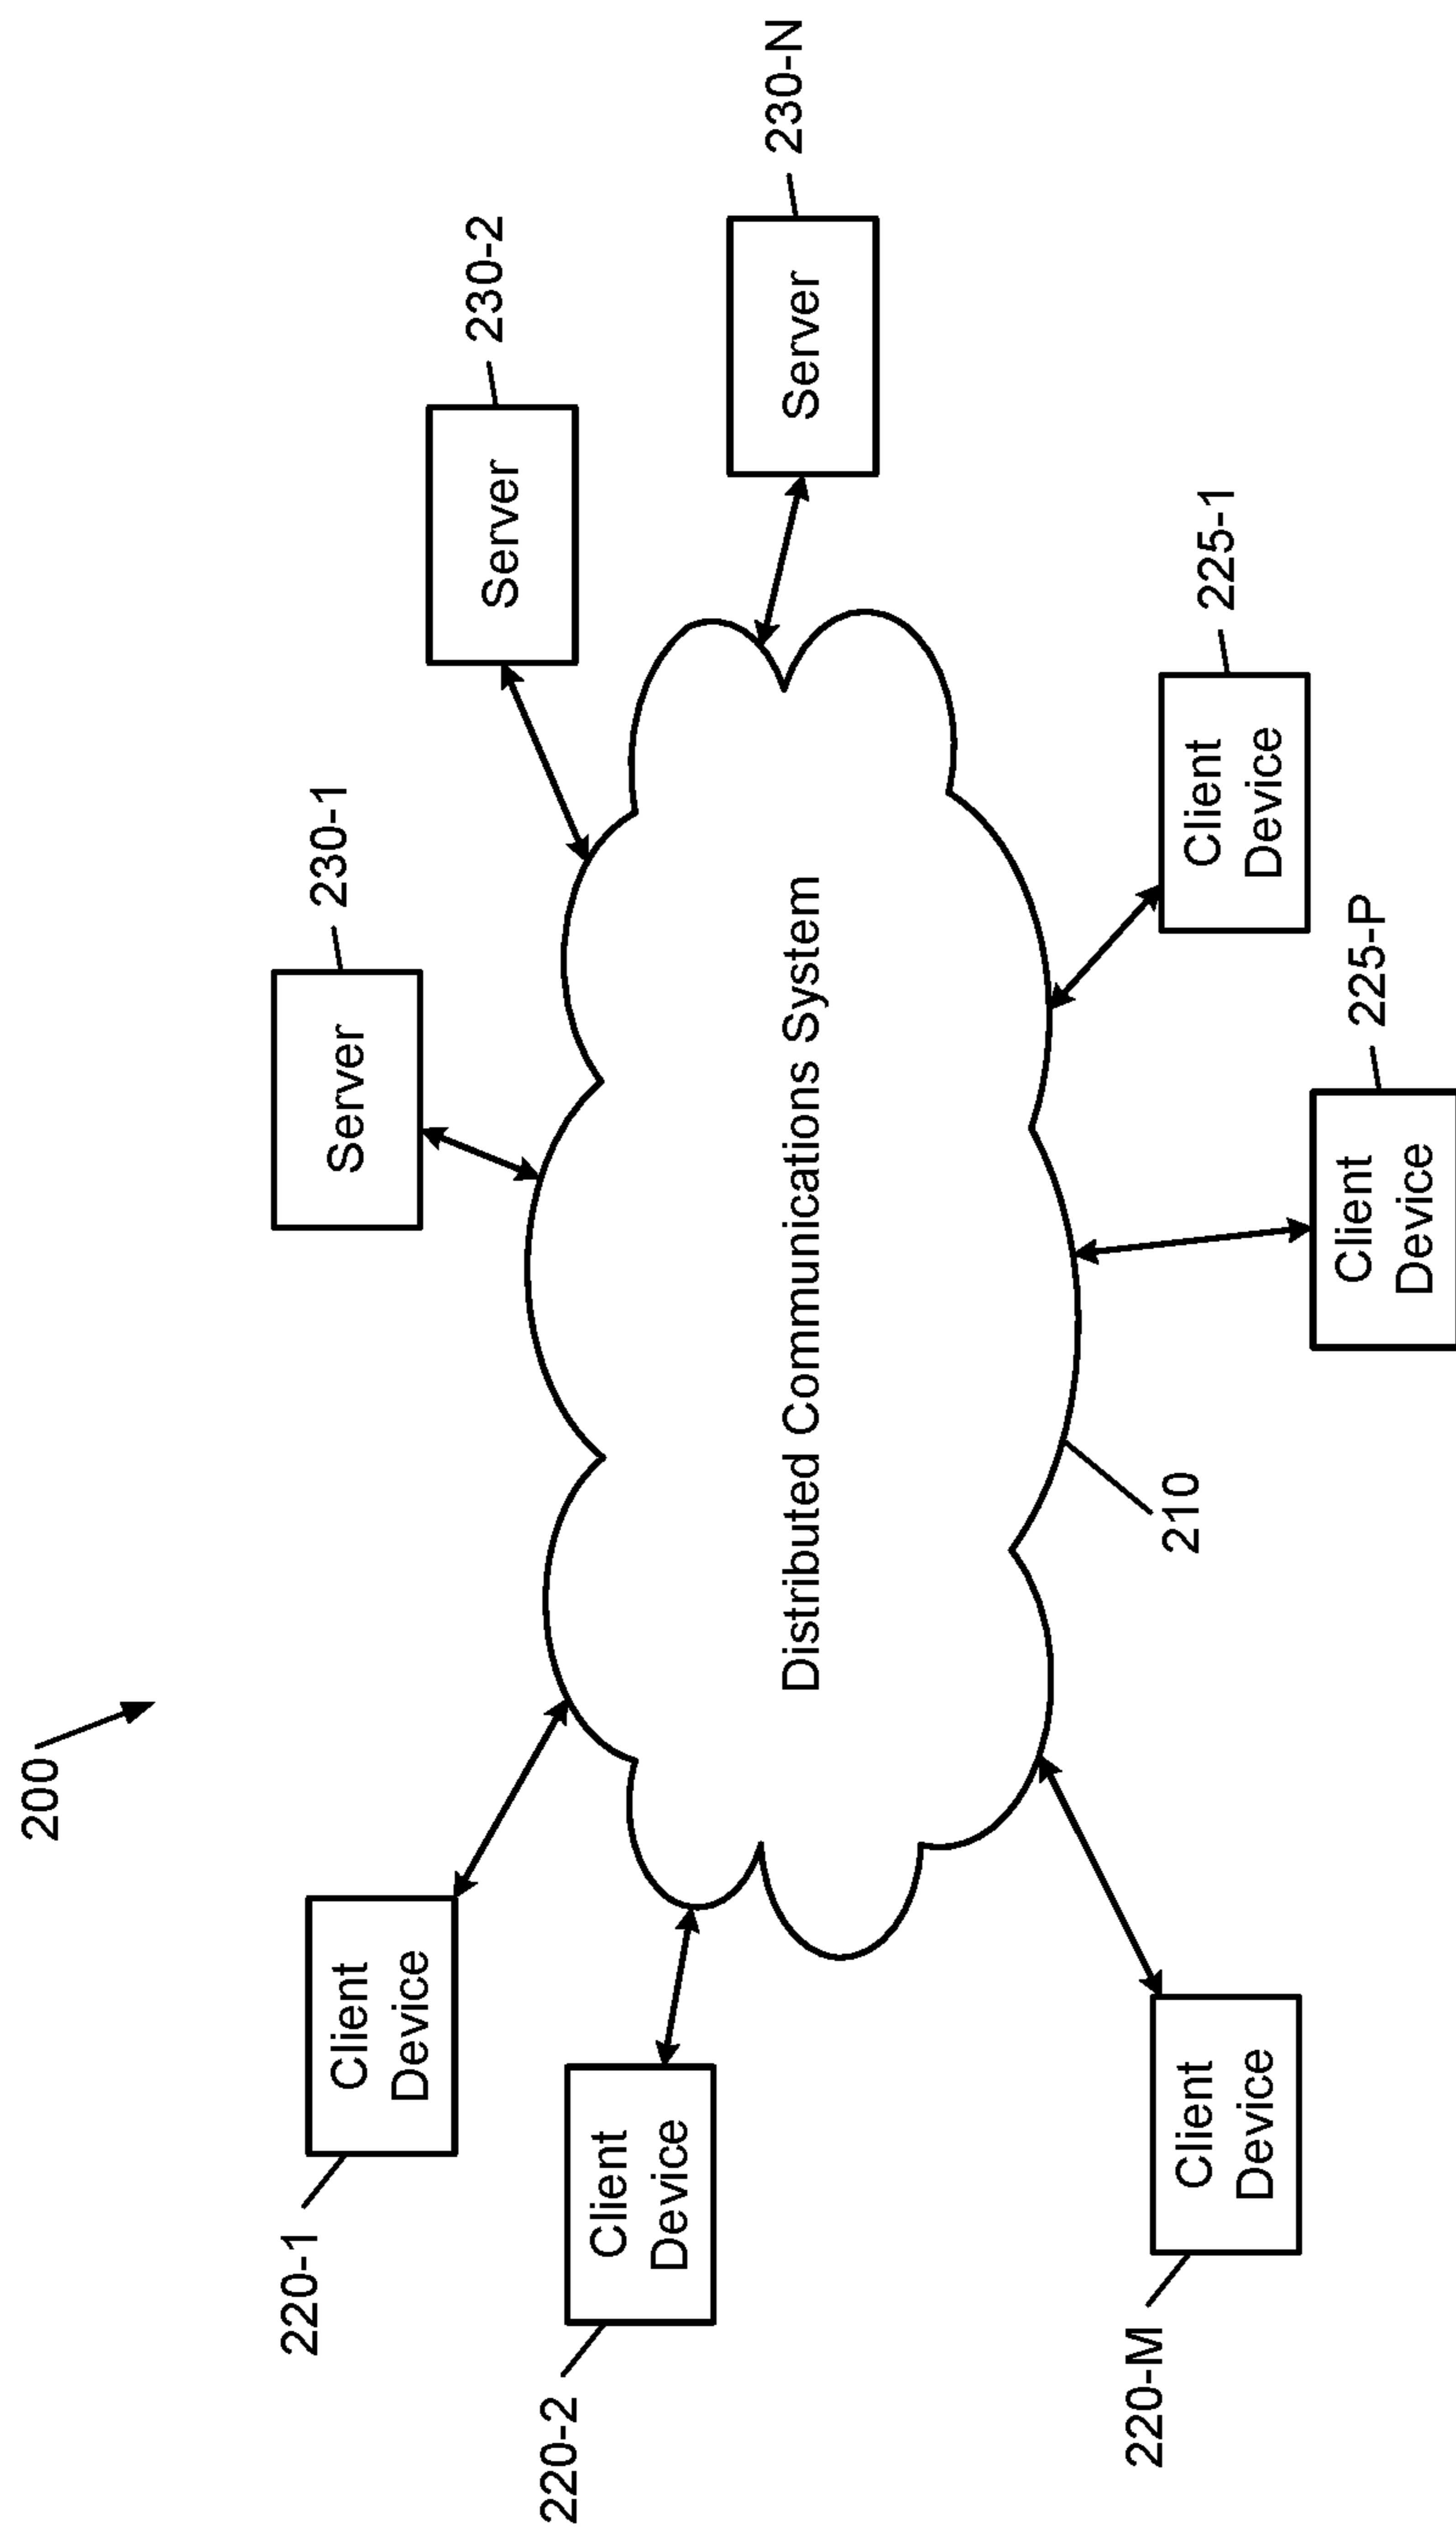 200
220-1
Client
Device
220-2
Client
Device
220-M
Client
Device
Server
230-1
Server
230-2
Server
230-N
Distributed Communications System
210
Client
Device
225-P
Client
Device
225-1